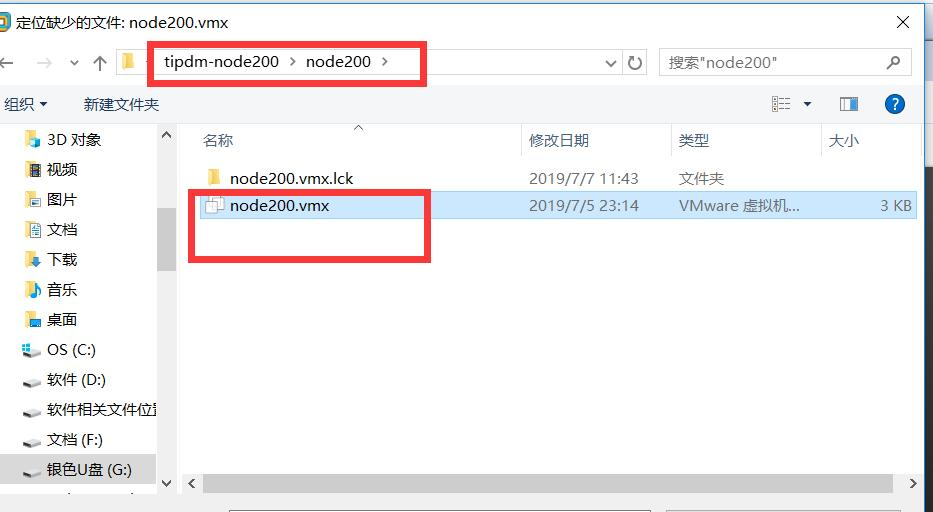 定位缺少的文件: node200.vmx
tipdm-node200 > node200 >
搜索"node200"
组织
新建文件夹
名称 修改日期 类型 大小
node200.vmx.lck 2019/7/7 11:43 文件夹
node200.vmx 2019/7/5 23:14 VMware 虚拟机... 3 KB
3D 对象
视频
图片
文档
下载
音乐
桌面
OS (C:)
软件 (D:)
软件相关文件位
文档 (F:)
银色U盘 (G:)